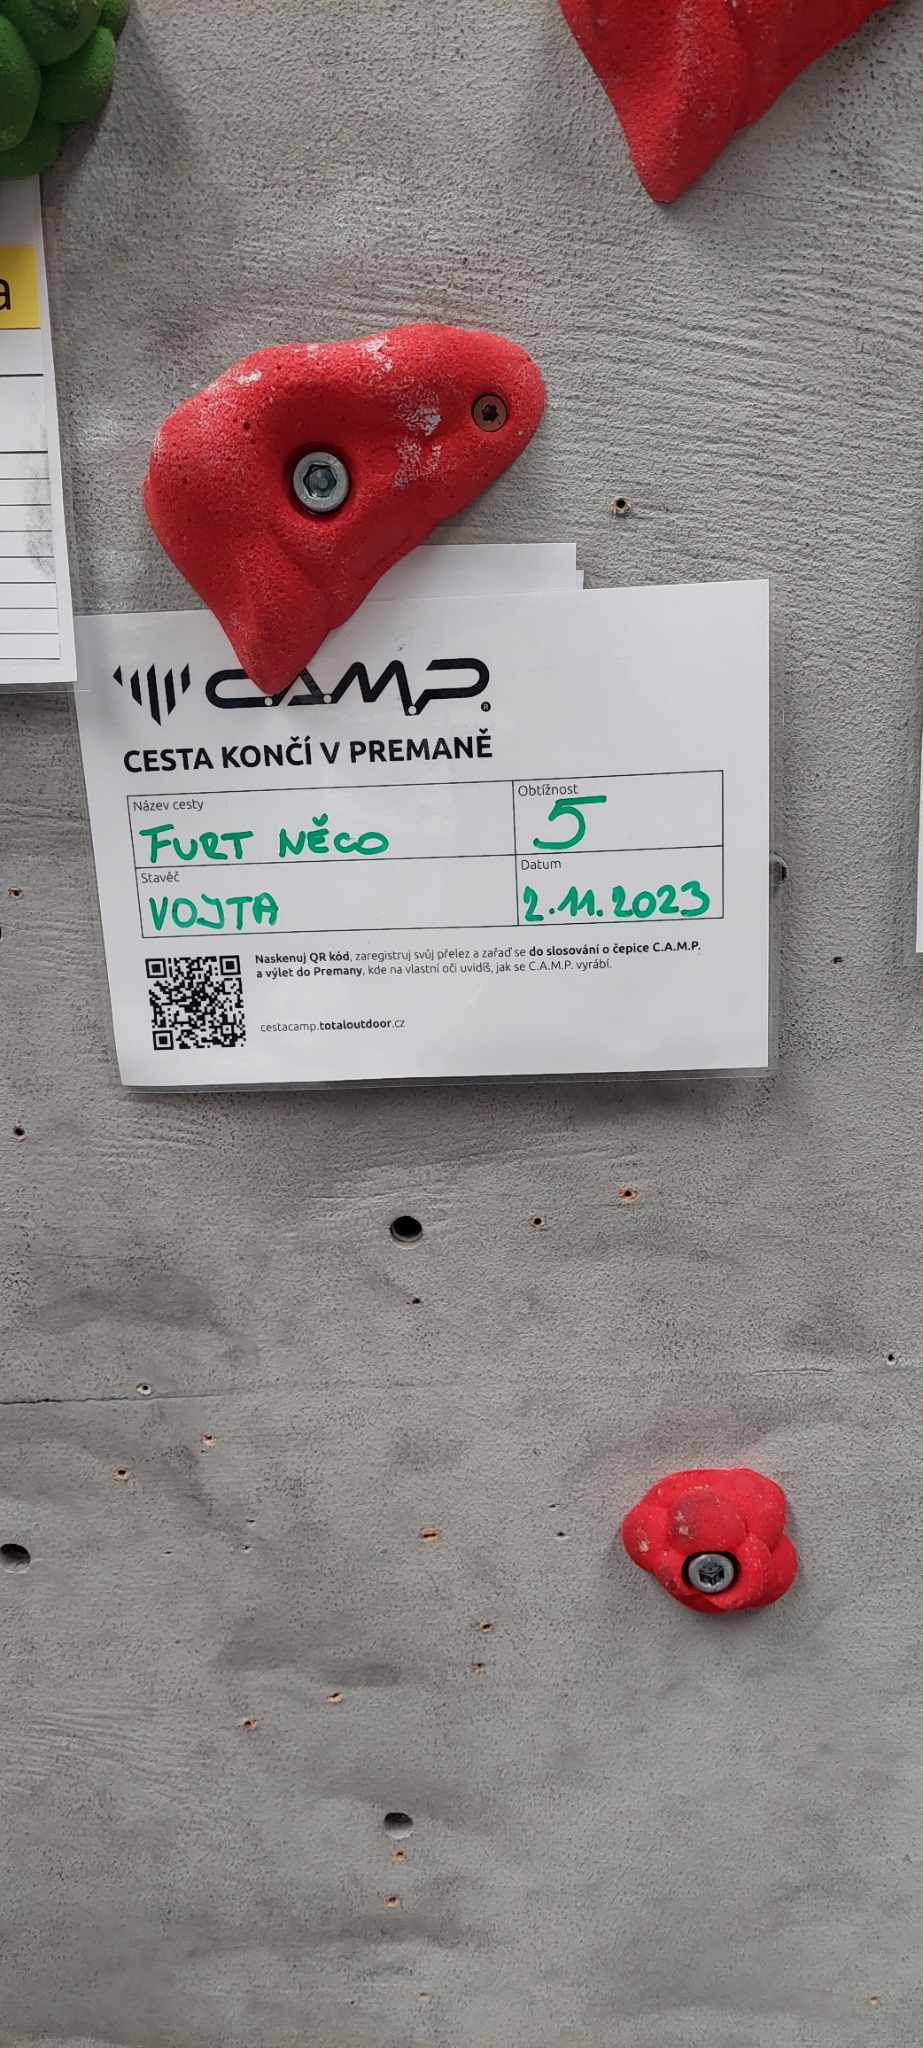 a
C.A.M.P.®
CESTA KONČÍ V PREMANĚ
Název cesty
FURT NĚCO
Obtížnost
5
Stavěč
VOJTA
Datum
2.11.2023
Naskenuj QR kód, zaregistruj svůj přelez a zařaď se do slosování o čepice C.A.M.P.
a výlet do Premany, kde na vlastní oči uvidíš, jak se C.A.M.P. vyrábí.
cestacamp.totaloutdoor.cz